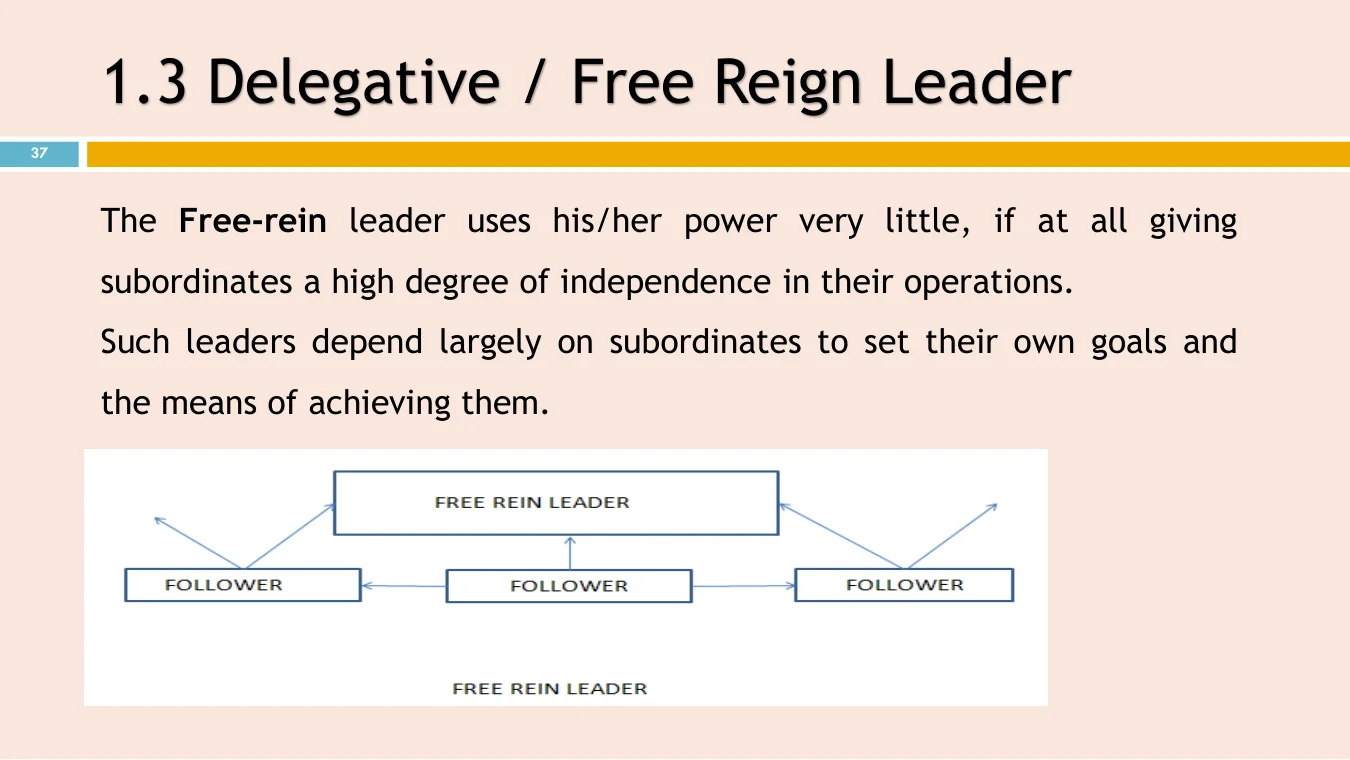 1.3 Delegative / Free Reign Leader
37
The Free-rein leader uses his/her power very little, if at all giving
subordinates a high degree of independence in their operations.
Such leaders depend largely on subordinates to set their own goals and
the means of achieving them.
FREE REIN LEADER
FOLLOWER
FOLLOWER
FOLLOWER
FREE REIN LEADER